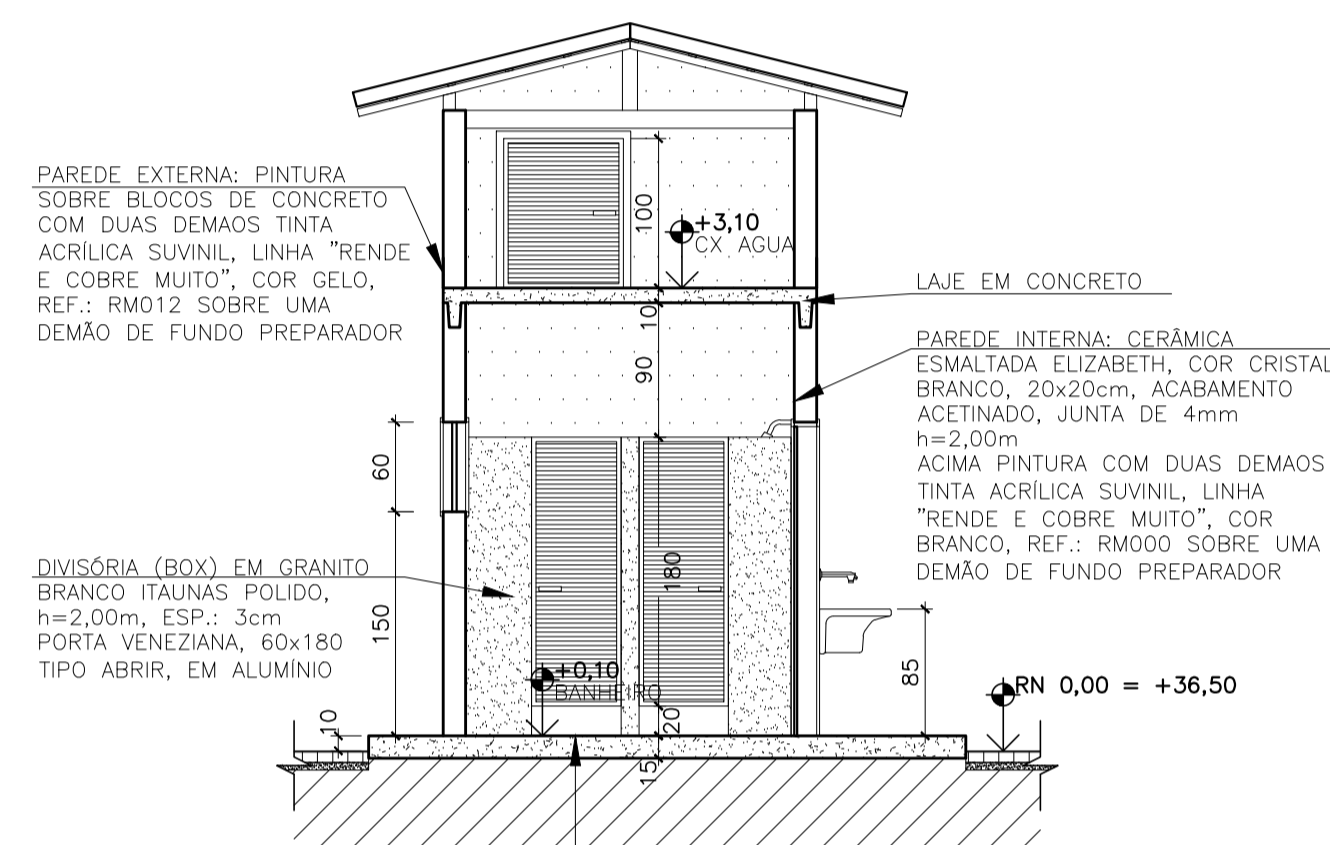 PAREDE EXTERNA: PINTURA
SOBRE BLOCOS DE CONCRETO
COM DUAS DEMAOS TINTA
ACRÍLICA SUVINIL, LINHA "RENDE
E COBRE MUITO", COR GELO,
REF.: RM012 SOBRE UMA
DEMÃO DE FUNDO PREPARADOR
100
+3,10
CX AGUA
LAJE EM CONCRETO
10
90
PAREDE INTERNA: CERÂMICA
ESMALTADA ELIZABETH, COR CRISTAL
BRANCO, 20x20cm, ACABAMENTO
ACETINADO, JUNTA DE 4mm
h=2,00m
ACIMA PINTURA COM DUAS DEMAOS
TINTA ACRÍLICA SUVINIL, LINHA
"RENDE E COBRE MUITO", COR
BRANCO, REF.: RM000 SOBRE UMA
DEMÃO DE FUNDO PREPARADOR
60
DIVISÓRIA (BOX) EM GRANITO
BRANCO ITAUNAS POLIDO,
h=2,00m, ESP.: 3cm
PORTA VENEZIANA, 60x180
TIPO ABRIR, EM ALUMÍNIO
150
180
+0,10
BANHEIRO
85
RN 0,00 = +36,50
10
20
15